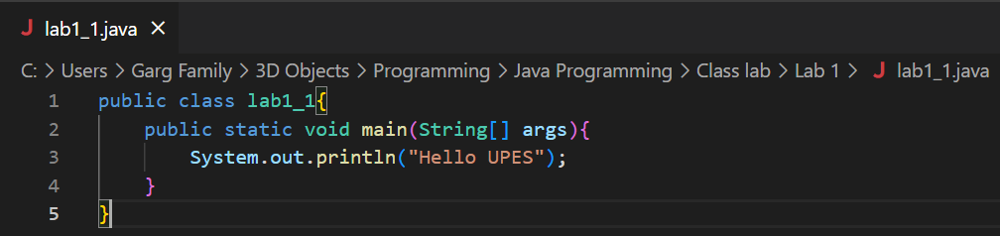 J lab1_1.java ×
C: > Users > Garg Family > 3D Objects > Programming > Java Programming > Class lab > Lab 1 > J lab1_1.java
1 public class lab1_1{
2     public static void main(String[] args){
3         System.out.println("Hello UPES");
4     }
5 }